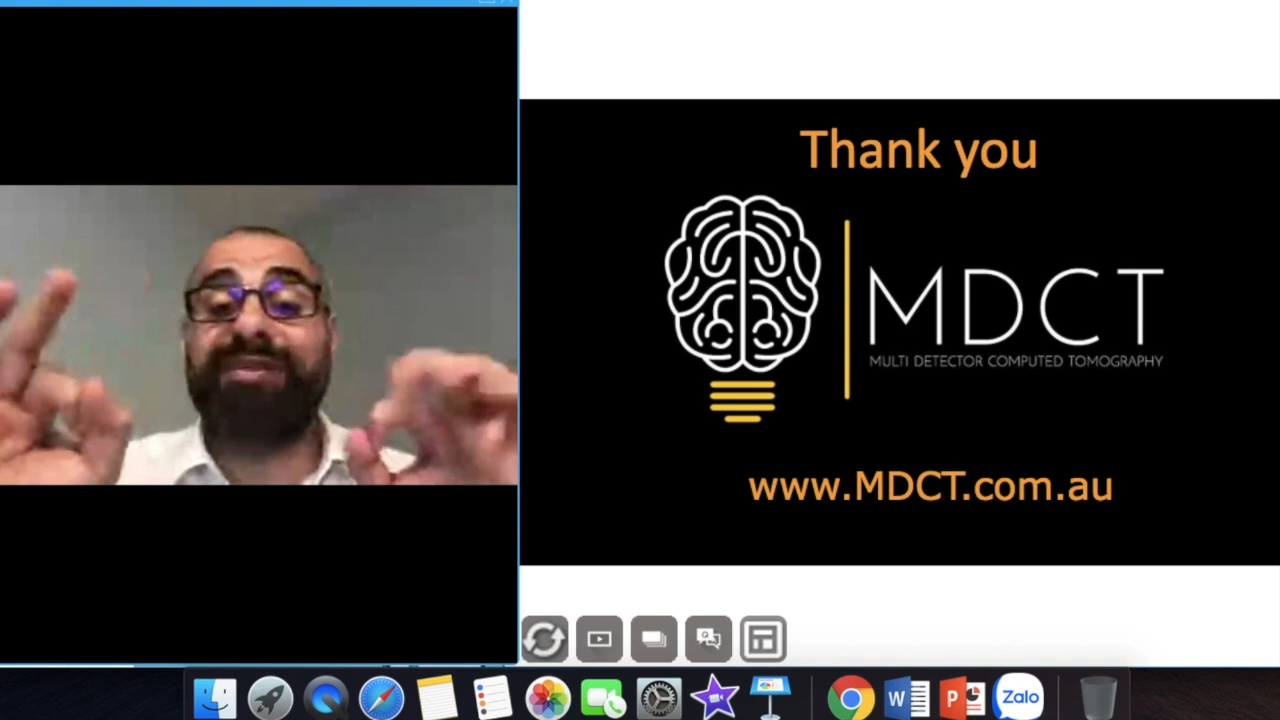 Thank you
MDCT
MULTI DETECTOR COMPUTED TOMOGRAPHY
www.MDCT.com.au
W
P
Zalo